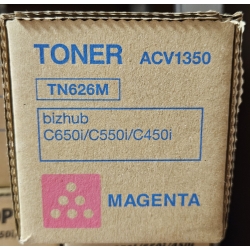 TONER ACV1350
TN626M
bizhub
C650i/C550i/C450i
MAGENTA